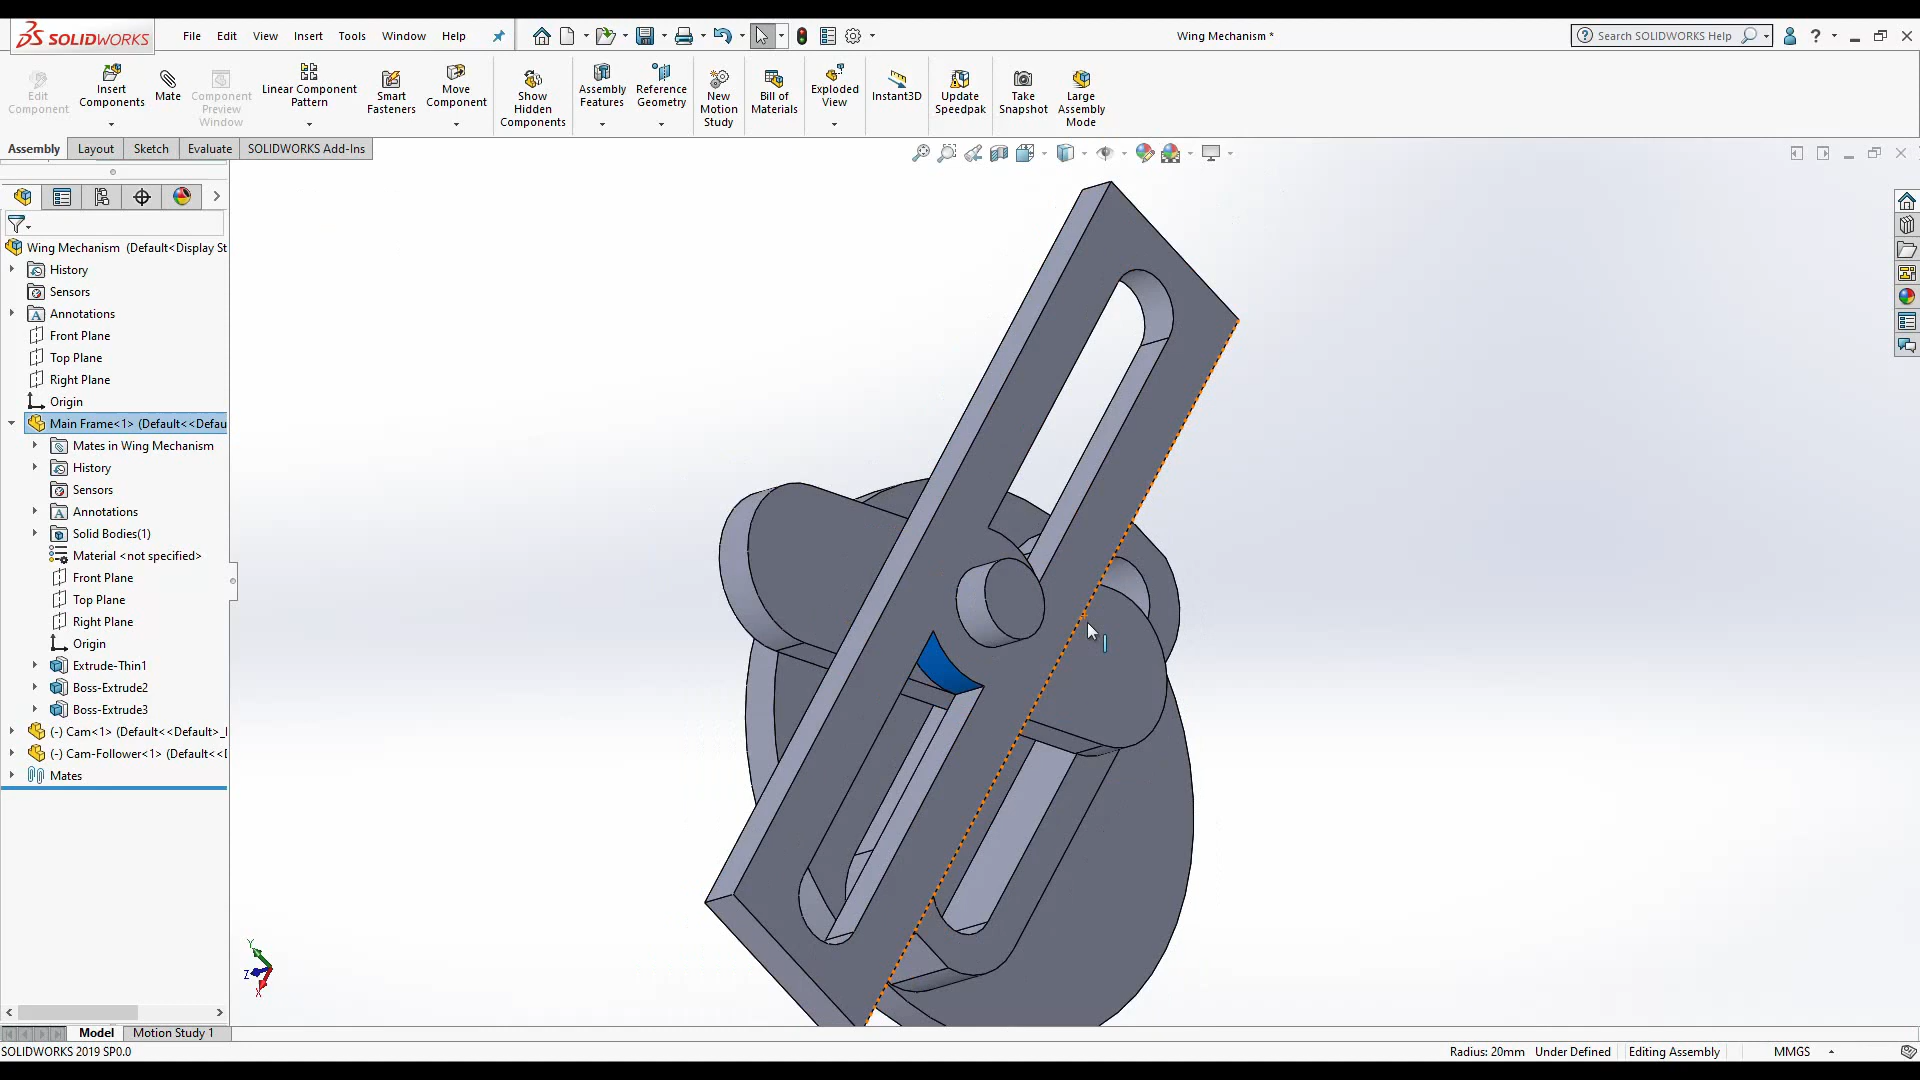 SOLIDWORKS
File Edit View Insert Tools Window Help
Wing Mechanism *
Search SOLIDWORKS Help
?
Edit Component
Insert Components
Mate
Component Preview Window
Linear Component Pattern
Smart Fasteners
Move Component
Show Hidden Components
Assembly Features
Reference Geometry
New Motion Study
Bill of Materials
Exploded View
Instant3D
Update Speedpak
Take Snapshot
Large Assembly Mode
Assembly Layout Sketch Evaluate SOLIDWORKS Add-Ins
Wing Mechanism (Default<Display St
History
Sensors
A Annotations
Front Plane
Top Plane
Right Plane
Origin
Main Frame<1> (Default<<Defau
Mates in Wing Mechanism
History
Sensors
A Annotations
Solid Bodies(1)
Material <not specified>
Front Plane
Top Plane
Right Plane
Origin
Extrude-Thin1
Boss-Extrude2
Boss-Extrude3
(-) Cam<1> (Default<<Default>_
(-) Cam-Follower<1> (Default<<
Mates
Y
Z
X
Model Motion Study 1
SOLIDWORKS 2019 SP0.0
Radius: 20mm Under Defined Editing Assembly MMGS